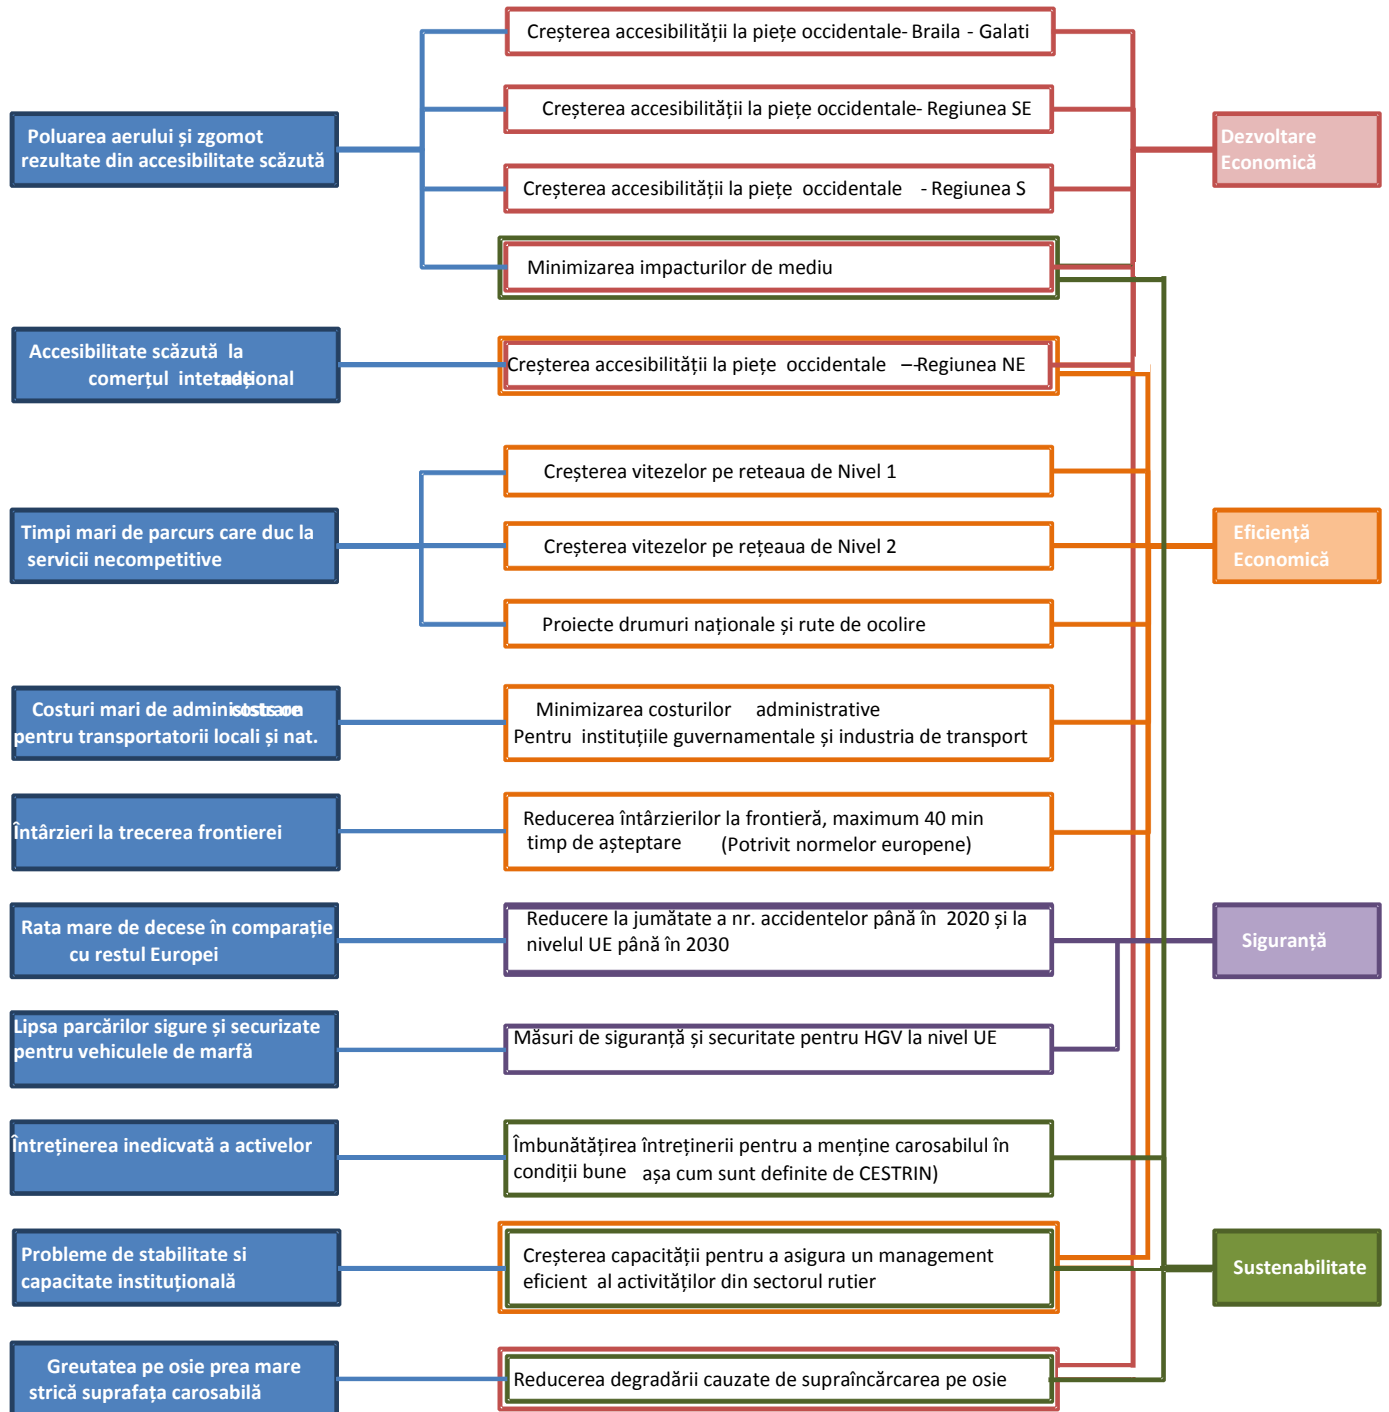 Creșterea accesibilității la piețe occidentale- Braila - Galati
Creșterea accesibilității la piețe occidentale- Regiunea SE
Poluarea aerului și zgomot
rezultate din accesibilitate scăzută
Dezvoltare
Economică
Creșterea accesibilității la piețe occidentale - Regiunea S
Minimizarea impacturilor de mediu
Accesibilitate scăzută la
comerțul
Creșterea accesibilității la piețe occidentale –-Regiunea NE
Creșterea vitezelor pe reteaua de Nivel 1
Timpi mari de parcurs care duc la
servicii necompetitive
Creșterea vitezelor pe rețeaua de Nivel 2
Eficiență
Economică
Proiecte drumuri naționale și rute de ocolire
Costuri mari de
pentru transportatorii locali și nat.
Minimizarea costurilor administrative
Pentru instituțiile guvernamentale și industria de transport
Întârzieri la trecerea frontierei
Reducerea întârzierilor la frontieră, maximum 40 min
timp de așteptare (Potrivit normelor europene)
Rata mare de decese în comparație
cu restul Europei
Reducere la jumătate a nr. accidentelor până în 2020 și la
nivelul UE până în 2030
Siguranță
Lipsa parcărilor sigure și securizate
pentru vehiculele de marfă
Măsuri de siguranță și securitate pentru HGV la nivel UE
Întreținerea inedicvată a activelor
Îmbunătățirea întreținerii pentru a menține carosabilul în
condiții bune așa cum sunt definite de CESTRIN)
Probleme de stabilitate si
capacitate instituțională
Creșterea capacității pentru a asigura un management
eficient al activităților din sectorul rutier
Sustenabilitate
Greutatea pe osie prea mare
strică suprafața carosabilă
Reducerea degradării cauzate de supraîncărcarea pe osie